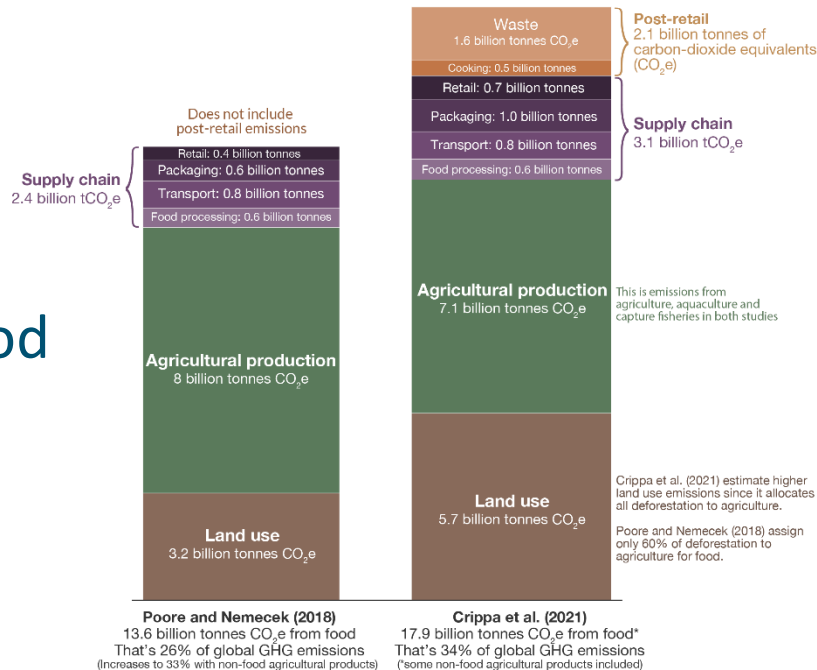 od
Does not include
post-retail emissions
Supply chain
2.4 billion tCO₂e
Retail: 0.4 billion tonnes
Packaging: 0.6 billion tonnes
Transport: 0.8 billion tonnes
Food processing: 0.6 billion tonnes
Agricultural production
8 billion tonnes CO₂e
Land use
3.2 billion tonnes CO₂e
Poore and Nemecek (2018)
13.6 billion tonnes CO₂e from food
That's 26% of global GHG emissions
(Increases to 33% with non-food agricultural products)
Waste
1.6 billion tonnes CO₂e
Cooking: 0.5 billion tonnes
Retail: 0.7 billion tonnes
Packaging: 1.0 billion tonnes
Transport: 0.8 billion tonnes
Food processing: 0.6 billion tonnes
Agricultural production
7.1 billion tonnes CO₂e
Land use
5.7 billion tonnes CO₂e
Crippa et al. (2021)
17.9 billion tonnes CO₂e from food*
That's 34% of global GHG emissions
(*some non-food agricultural products included)
Post-retail
2.1 billion tonnes of
carbon-dioxide equivalents
(CO₂e)
Supply chain
3.1 billion tCO₂e
This is emissions from
agriculture, aquaculture and
capture fisheries in both studies
Crippa et al. (2021) estimate higher
land use emissions since it allocates
all deforestation to agriculture.
Poore and Nemecek (2018) assign
only 60% of deforestation to
agriculture for food.